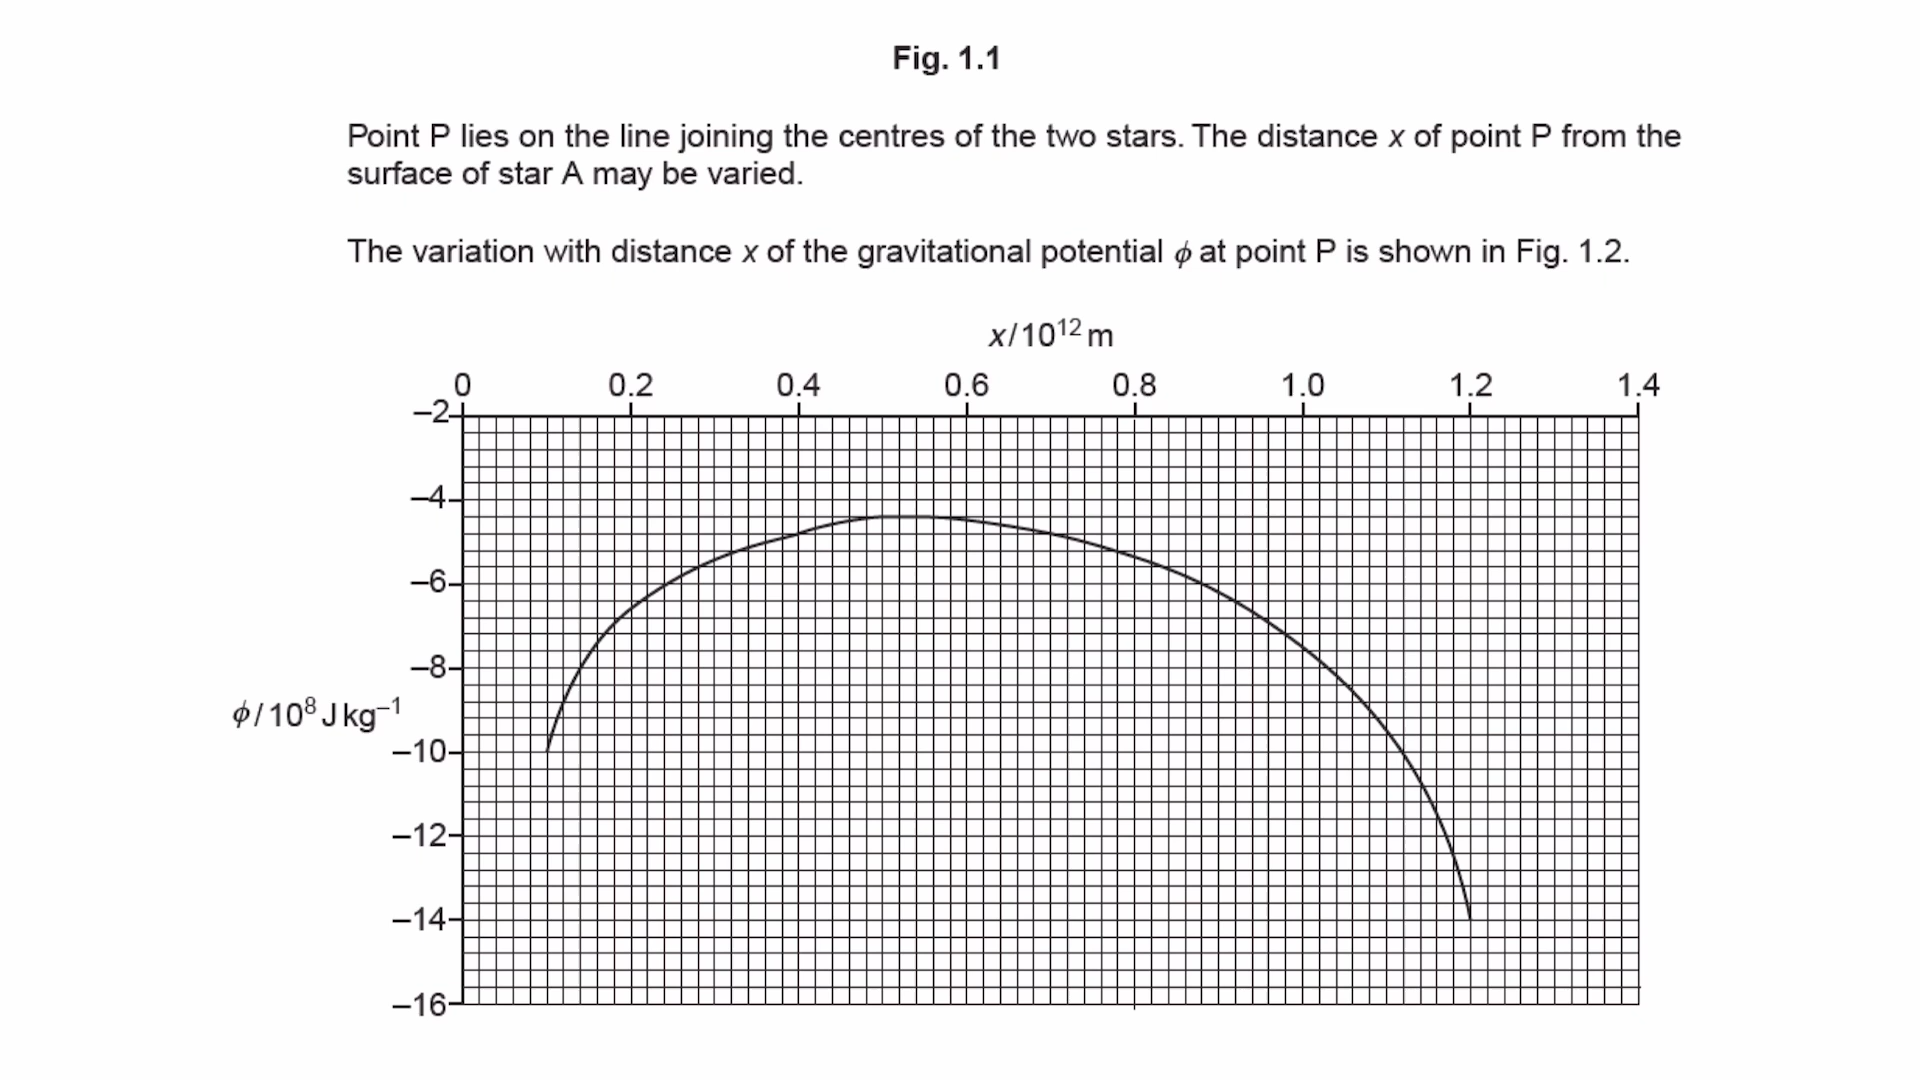 Fig. 1.1
Point P lies on the line joining the centres of the two stars. The distance x of point P from the
surface of star A may be varied.
The variation with distance x of the gravitational potential ϕ at point P is shown in Fig. 1.2.
x/10¹² m
0 0.2 0.4 0.6 0.8 1.0 1.2 1.4
–2
–4
–6
–8
ϕ/10⁸ J kg⁻¹
–10
–12
–14
–16